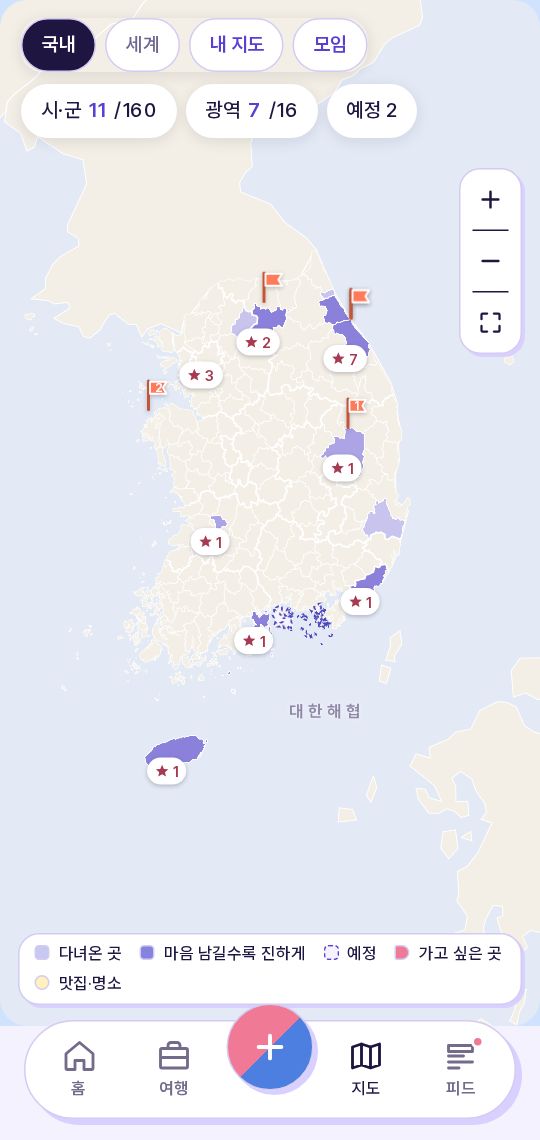 국내 세계 내 지도 모임
시·군 11 /160 광역 7 /16 예정 2
★ 2
★ 7
★ 3
2
1
★ 1
★ 1
★ 1
★ 1
대한해협
★ 1
다녀온 곳 마음 남길수록 진하게 예정 가고 싶은 곳
맛집·명소
홈 여행 지도 피드